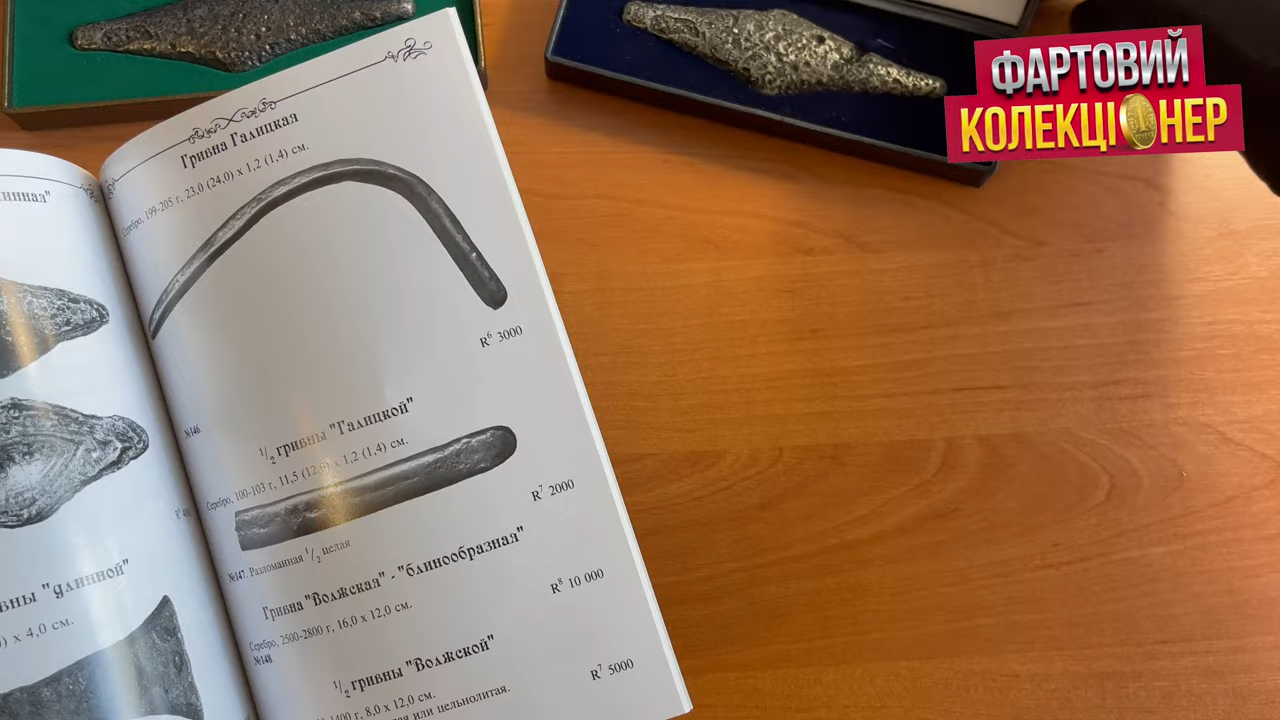 ФАРТОВИЙ
КОЛЕКЦІОНЕР
Гривна Галицкая
Серебро, 199-205 г, 23,0 (24,0) х 1,2 (1,4) см.
R⁶ 3000
№146.
1/2 гривны "Галицкой"
Серебро, 100-103 г, 11,5 (12,0) х 1,2 (1,4) см.
R⁷ 2000
№147. Разломанная 1/2 целая
Гривна "Волжская" - "блинообразная"
R⁸ 10 000
Серебро, 2500-2800 г, 16,0 х 12,0 см.
№148.
1/2 гривны "Волжской"
1400 г, 8,0 х 12,0 см.
R⁷ 5000
или цельнолитая.
"длинной"
х 4,0 см.